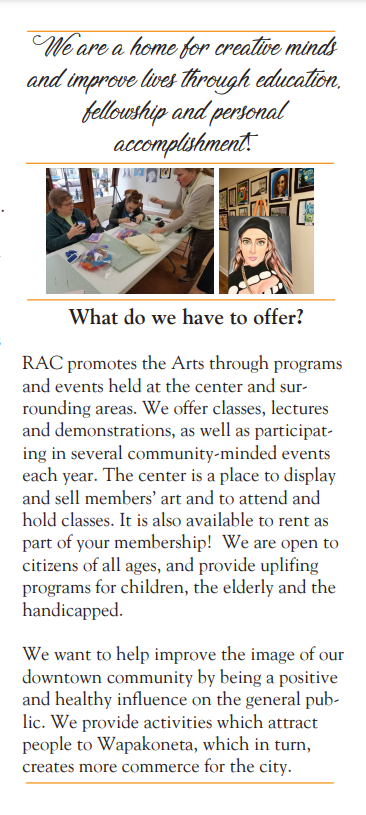 We are a home for creative minds
and improve lives through education,
fellowship and personal
accomplishment!
What do we have to offer?
RAC promotes the Arts through programs
and events held at the center and sur-
rounding areas. We offer classes, lectures
and demonstrations, as well as participat-
ing in several community-minded events
each year. The center is a place to display
and sell members’ art and to attend and
hold classes. It is also available to rent as
part of your membership!  We are open to
citizens of all ages, and provide uplifing
programs for children, the elderly and the
handicapped.
We want to help improve the image of our
downtown community by being a positive
and healthy influence on the general pub-
lic. We provide activities which attract
people to Wapakoneta, which in turn,
creates more commerce for the city.